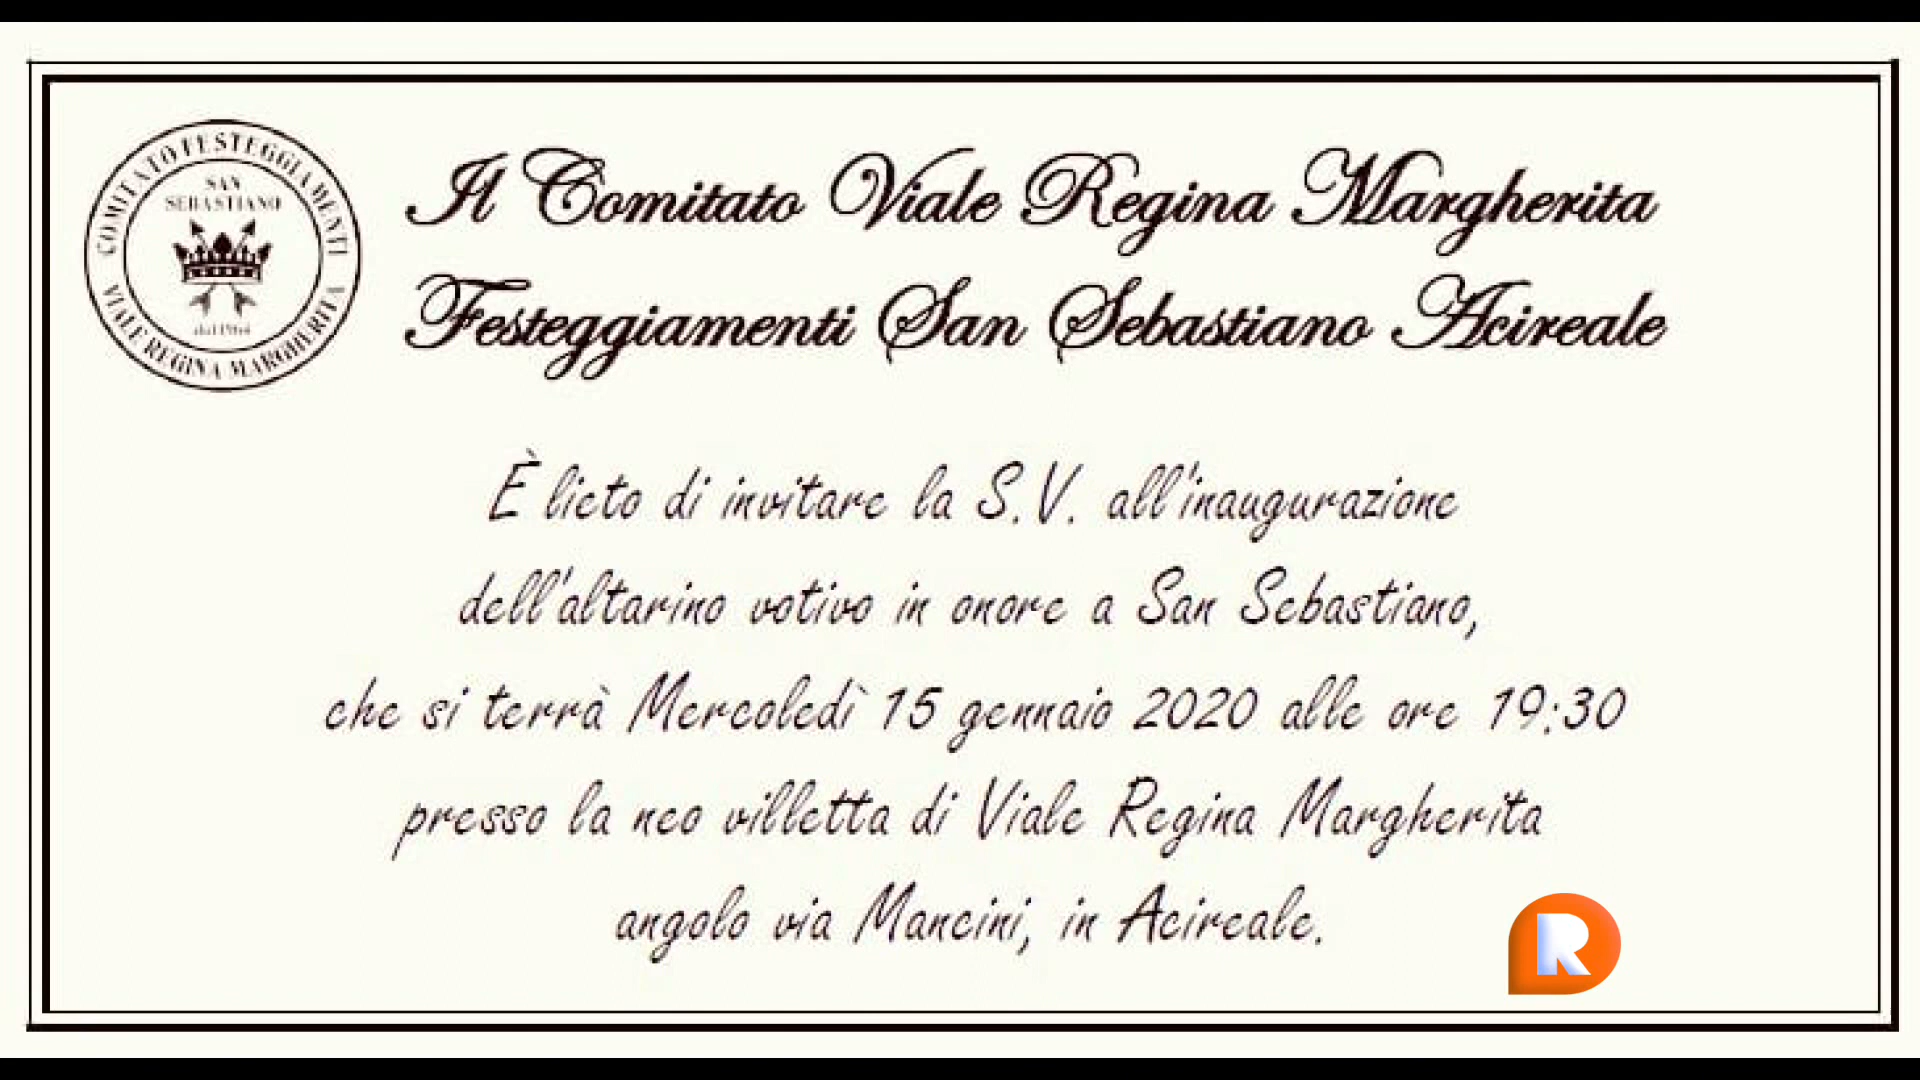 COMITATO FESTEGGIAMENTI
SAN
SEBASTIANO
dal 1964
VIALE REGINA MARGHERITA
Il Comitato Viale Regina Margherita
Festeggiamenti San Sebastiano Acireale
È lieto di invitare la S.V. all'inaugurazione
dell'altarino votivo in onore a San Sebastiano,
che si terrà Mercoledì 15 gennaio 2020 alle ore 19:30
presso la neo villetta di Viale Regina Margherita
angolo via Mancini, in Acireale.
R